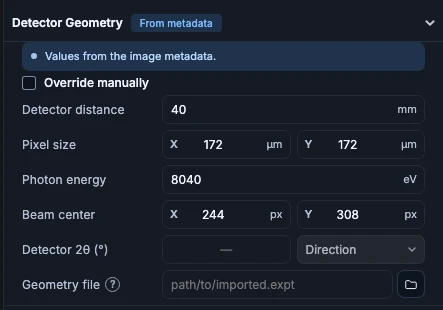 Detector Geometry From metadata
Values from the image metadata.
Override manually
Detector distance 40 mm
Pixel size X 172 µm Y 172 µm
Photon energy 8040 eV
Beam center X 244 px Y 308 px
Detector 2θ (°) — Direction
Geometry file ? path/to/imported.expt